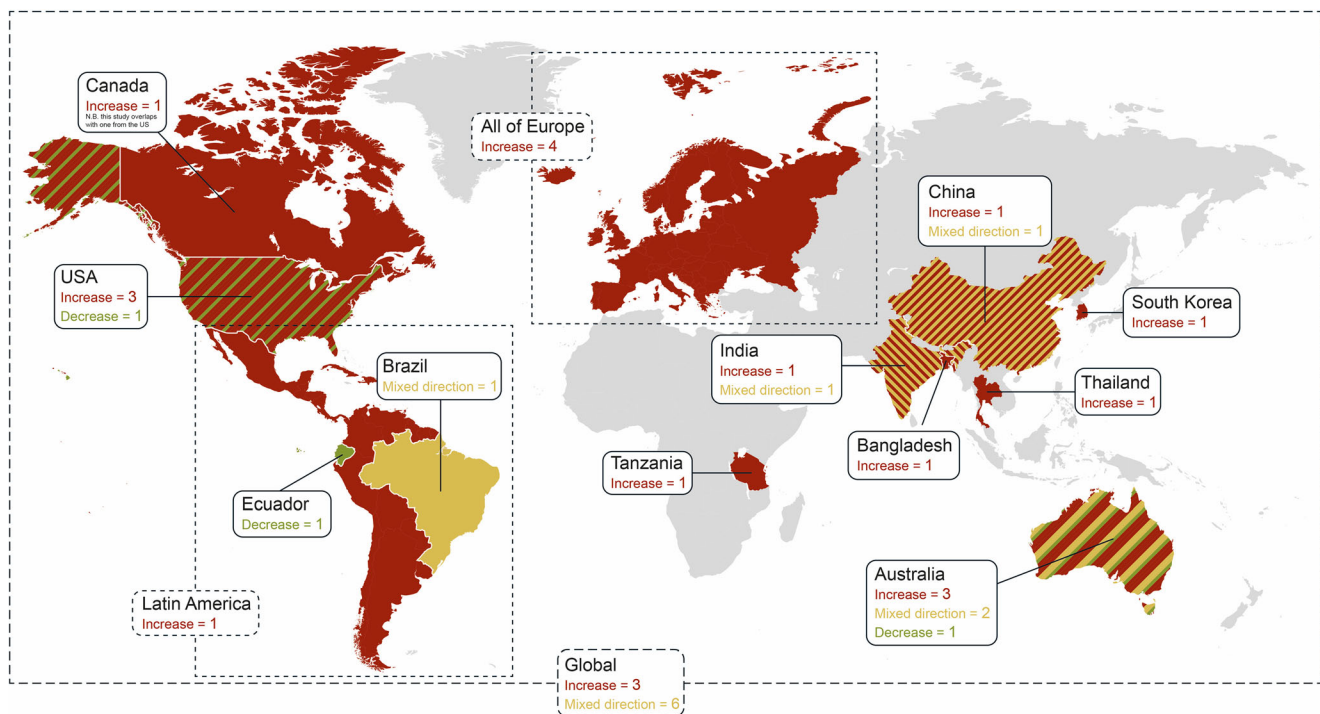 Canada
Increase = 1
N.B. this study overlaps
with one from the US
All of Europe
Increase = 4
China
Increase = 1
Mixed direction = 1
USA
Increase = 3
Decrease = 1
South Korea
Increase = 1
Brazil
Mixed direction = 1
India
Increase = 1
Mixed direction = 1
Thailand
Increase = 1
Bangladesh
Increase = 1
Tanzania
Increase = 1
Ecuador
Decrease = 1
Australia
Increase = 3
Mixed direction = 2
Decrease = 1
Latin America
Increase = 1
Global
Increase = 3
Mixed direction = 6